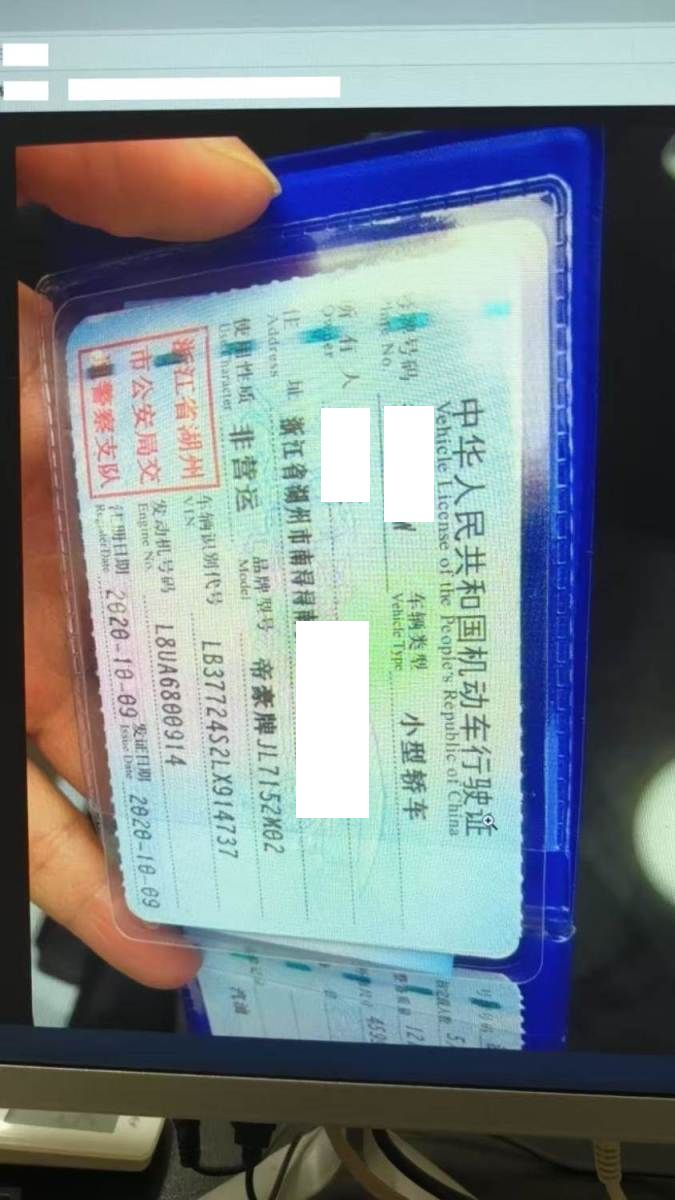 中华人民共和国机动车行驶证
Vehicle License of the People's Republic of China
号牌号码
Plate No.
车辆类型
Vehicle Type
小型轿车
所有人
Owner
住址
Address
浙江省湖州市南浔
使用性质
Use Character
非营运
品牌型号
Model
帝豪牌JL7152M02
浙江省湖州
市公安局交
警察支队
车辆识别代号
VIN
LB37724S2LX914737
发动机号码
Engine No.
L8UA6800914
注册日期
Register Date
2020-10-09
发证日期
Issue Date
2020-10-09
汽油